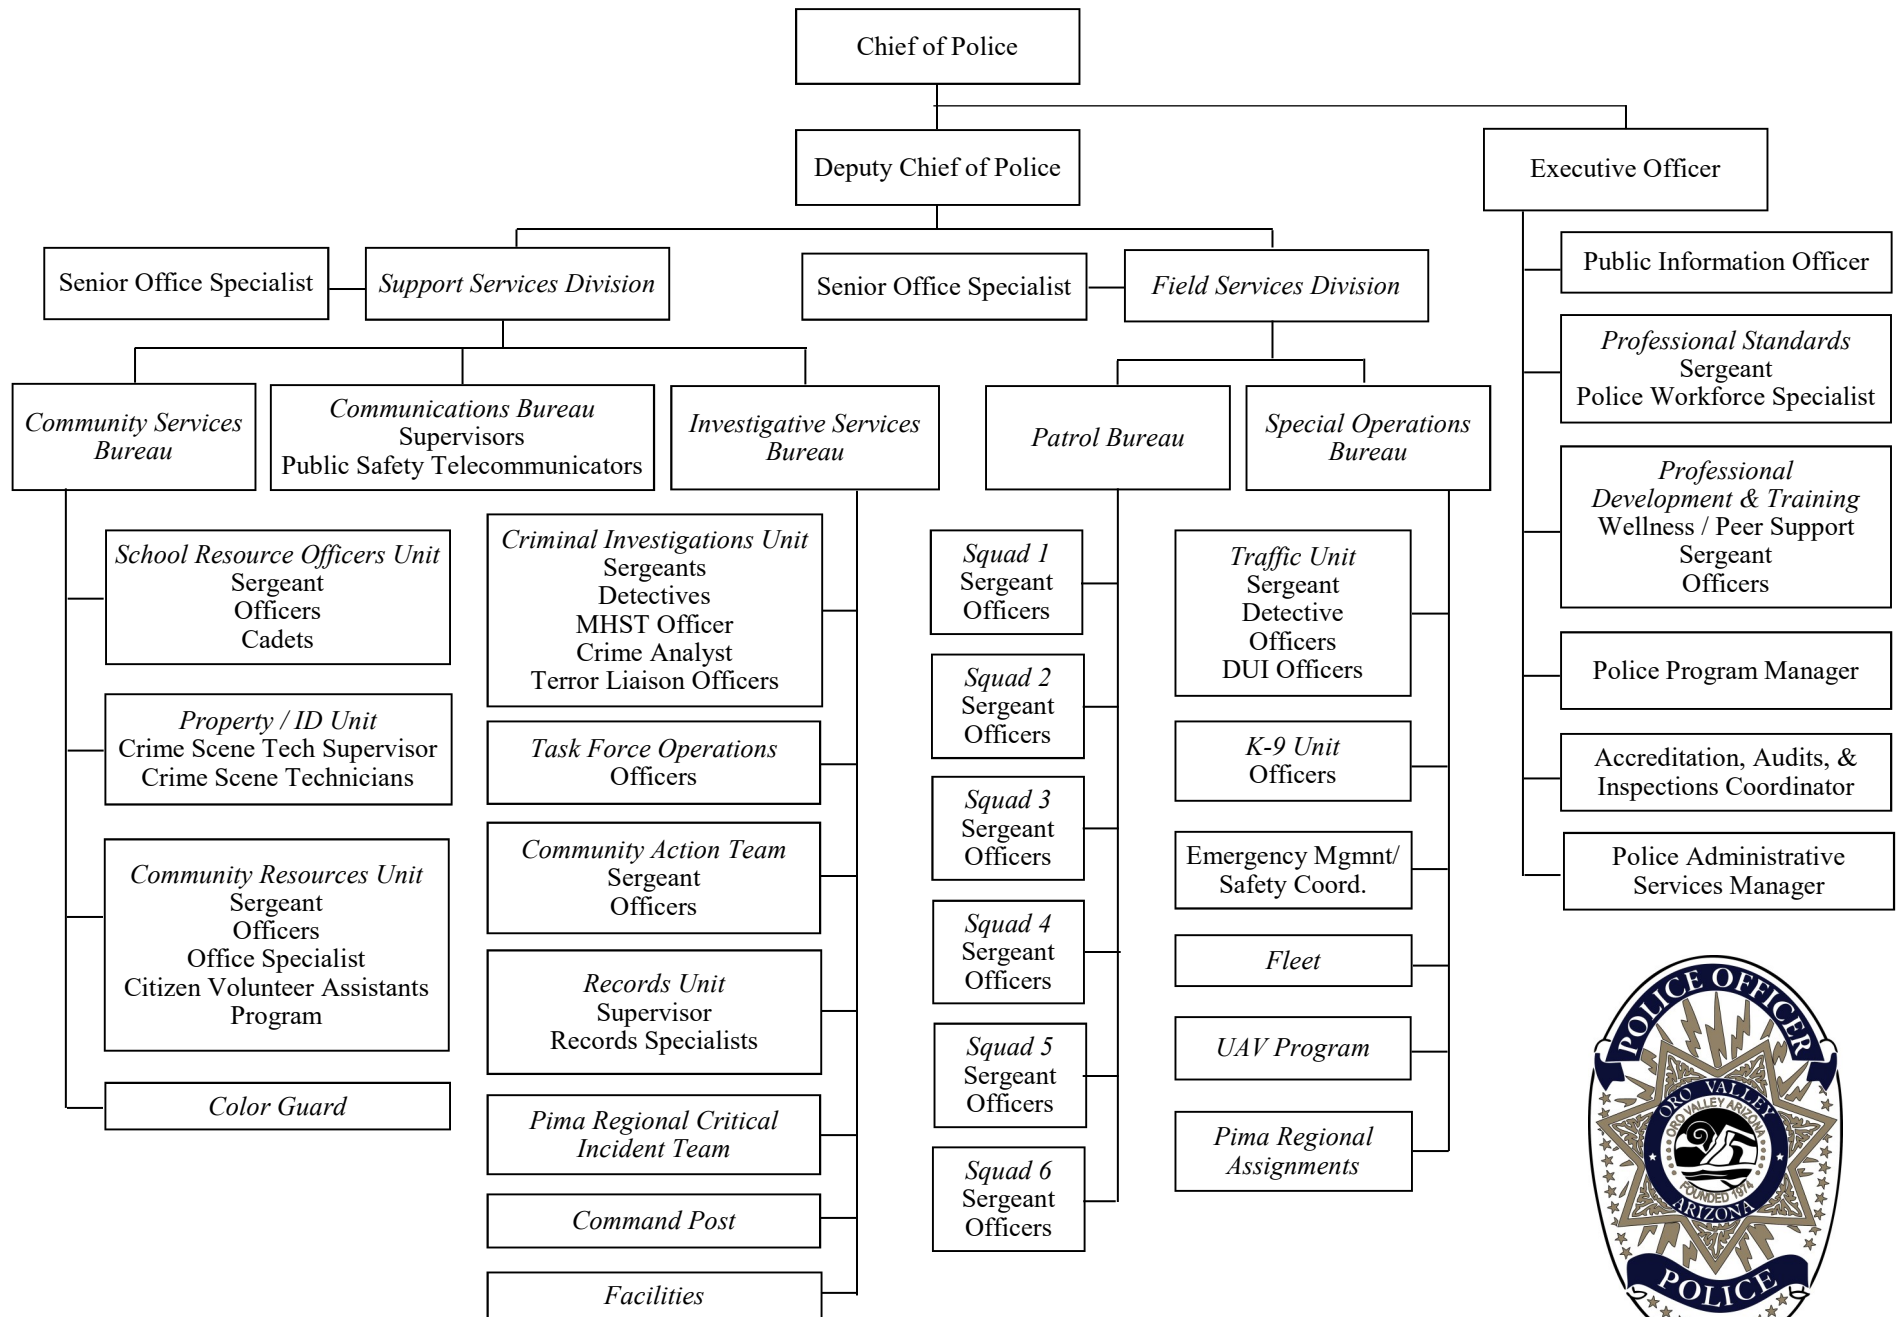 Chief of Police
Deputy Chief of Police
Executive Officer
Senior Office Specialist
Support Services Division
Senior Office Specialist
Field Services Division
Community Services
Bureau
Communications Bureau
Supervisors
Public Safety Telecommunicators
Investigative Services
Bureau
Patrol Bureau
Special Operations
Bureau
School Resource Officers Unit
Sergeant
Officers
Cadets
Property / ID Unit
Crime Scene Tech Supervisor
Crime Scene Technicians
Community Resources Unit
Sergeant
Officers
Office Specialist
Citizen Volunteer Assistants
Program
Color Guard
Criminal Investigations Unit
Sergeants
Detectives
MHST Officer
Crime Analyst
Terror Liaison Officers
Task Force Operations
Officers
Community Action Team
Sergeant
Officers
Records Unit
Supervisor
Records Specialists
Pima Regional Critical
Incident Team
Command Post
Facilities
Squad 1
Sergeant
Officers
Squad 2
Sergeant
Officers
Squad 3
Sergeant
Officers
Squad 4
Sergeant
Officers
Squad 5
Sergeant
Officers
Squad 6
Sergeant
Officers
Traffic Unit
Sergeant
Detective
Officers
DUI Officers
K-9 Unit
Officers
Emergency Mgmnt/
Safety Coord.
Fleet
UAV Program
Pima Regional
Assignments
Public Information Officer
Professional Standards
Sergeant
Police Workforce Specialist
Professional
Development & Training
Wellness / Peer Support
Sergeant
Officers
Police Program Manager
Accreditation, Audits, &
Inspections Coordinator
Police Administrative
Services Manager
POLICE OFFICER
ORO VALLEY
ORO VALLEY ARIZONA
FOUNDED 1974
ARIZONA
POLICE